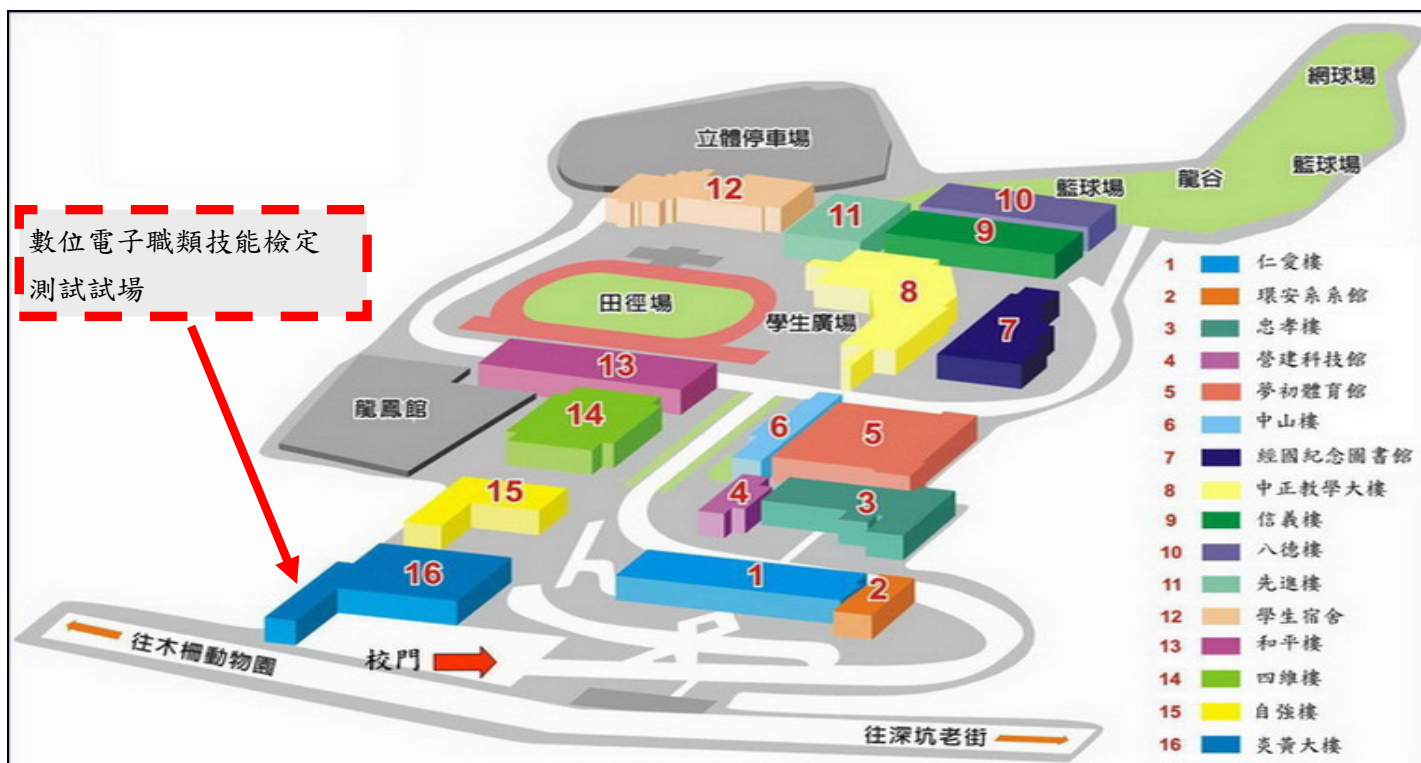 網球場
立體停車場
籃球場
籃球場
龍谷
12
11
10
9
數位電子職類技能檢定
測試試場
田徑場
學生廣場
8
7
13
龍鳳館
14
6
5
15
4
3
16
1
2
往木柵動物園
校門
往深坑老街
1 仁愛樓
2 環安系系館
3 忠孝樓
4 營建科技館
5 夢初體育館
6 中山樓
7 經國紀念圖書館
8 中正教學大樓
9 信義樓
10 八德樓
11 先進樓
12 學生宿舍
13 和平樓
14 四維樓
15 自強樓
16 炎黃大樓